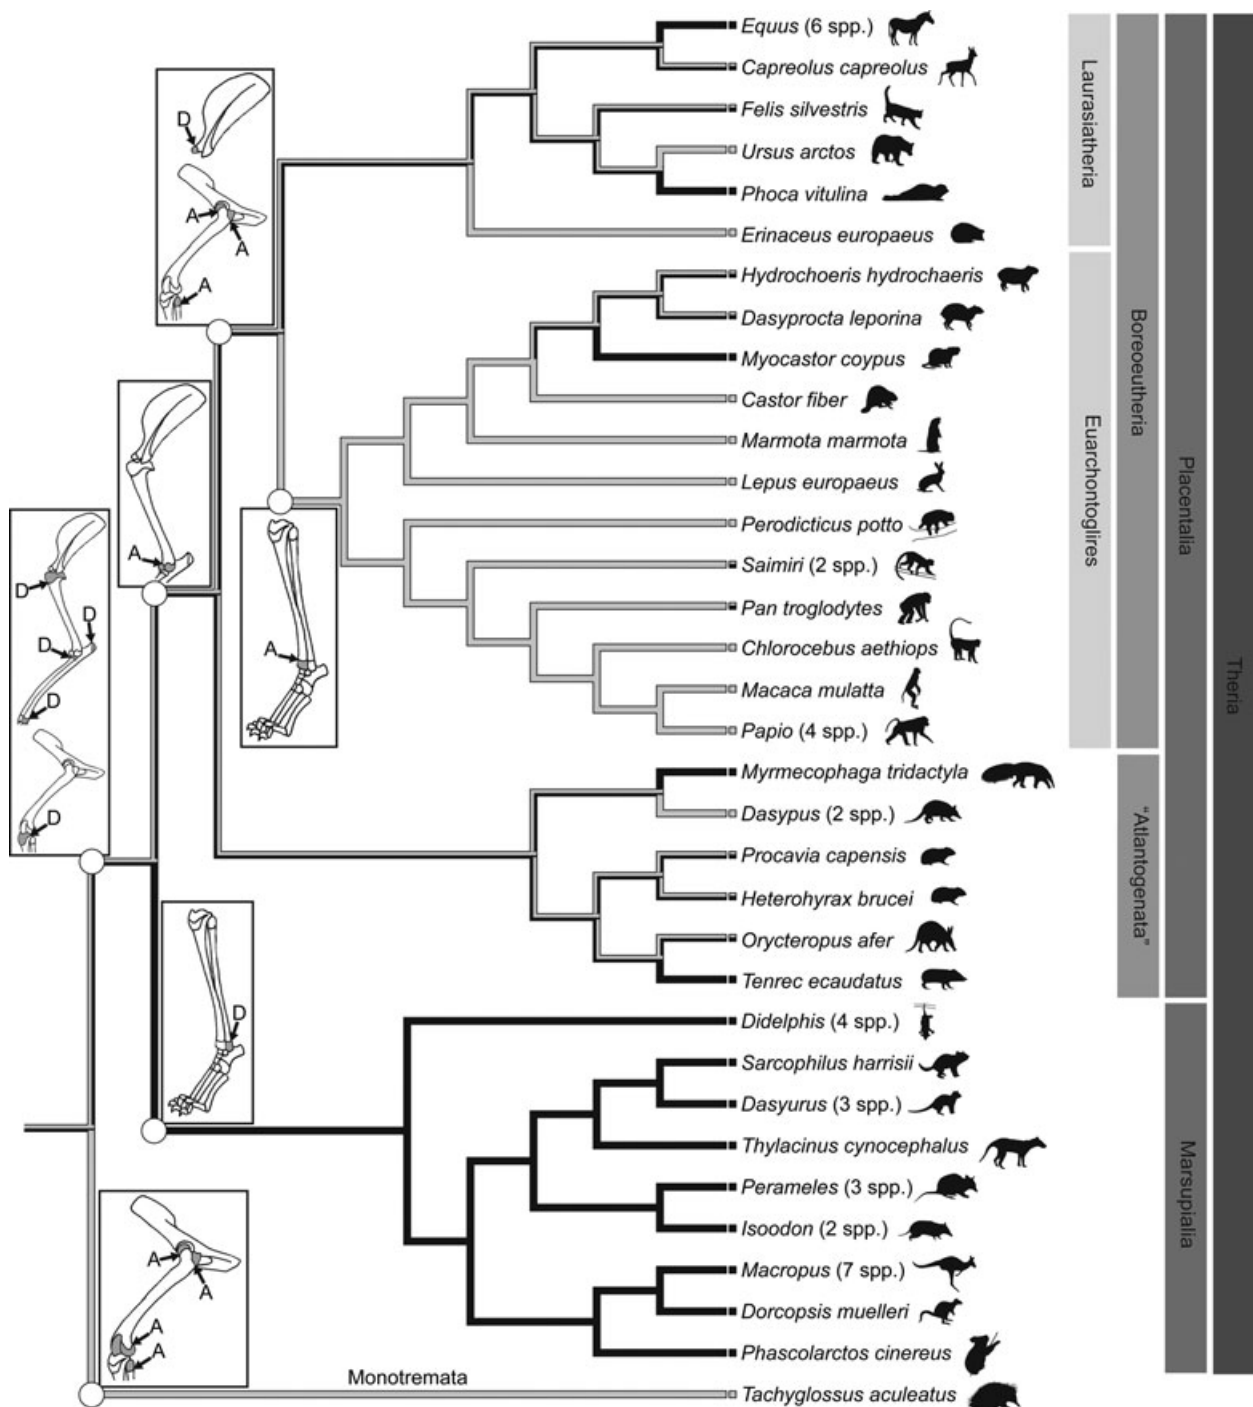 Equus (6 spp.)
Capreolus capreolus
Felis silvestris
Ursus arctos
Phoca vitulina
Erinaceus europaeus
Hydrochoeris hydrochaeris
Dasyprocta leporina
Myocastor coypus
Castor fiber
Marmota marmota
Lepus europaeus
Perodicticus potto
Saimiri (2 spp.)
Pan troglodytes
Chlorocebus aethiops
Macaca mulatta
Papio (4 spp.)
Myrmecophaga tridactyla
Dasypus (2 spp.)
Procavia capensis
Heterohyrax brucei
Orycteropus afer
Tenrec ecaudatus
Didelphis (4 spp.)
Sarcophilus harrisii
Dasyurus (3 spp.)
Thylacinus cynocephalus
Perameles (3 spp.)
Isoodon (2 spp.)
Macropus (7 spp.)
Dorcopsis muelleri
Phascolarctos cinereus
Monotremata
Tachyglossus aculeatus
Laurasiatheria
Euarchontoglires
Boreoeutheria
"Atlantogenata"
Placentalia
Marsupialia
Theria
D
A
A
A
A
D
D
D
D
D
A
D
A
A
A
A